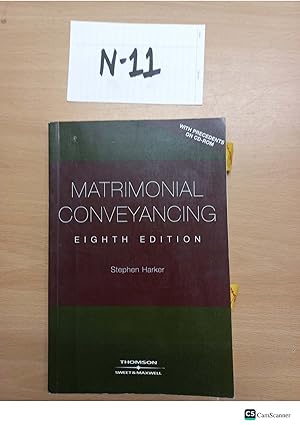 N-11
WITH PRECEDENTS
ON CD-ROM
MATRIMONIAL
CONVEYANCING
EIGHTH EDITION
Stephen Harker
THOMSON
SWEET & MAXWELL
CS CamScanner